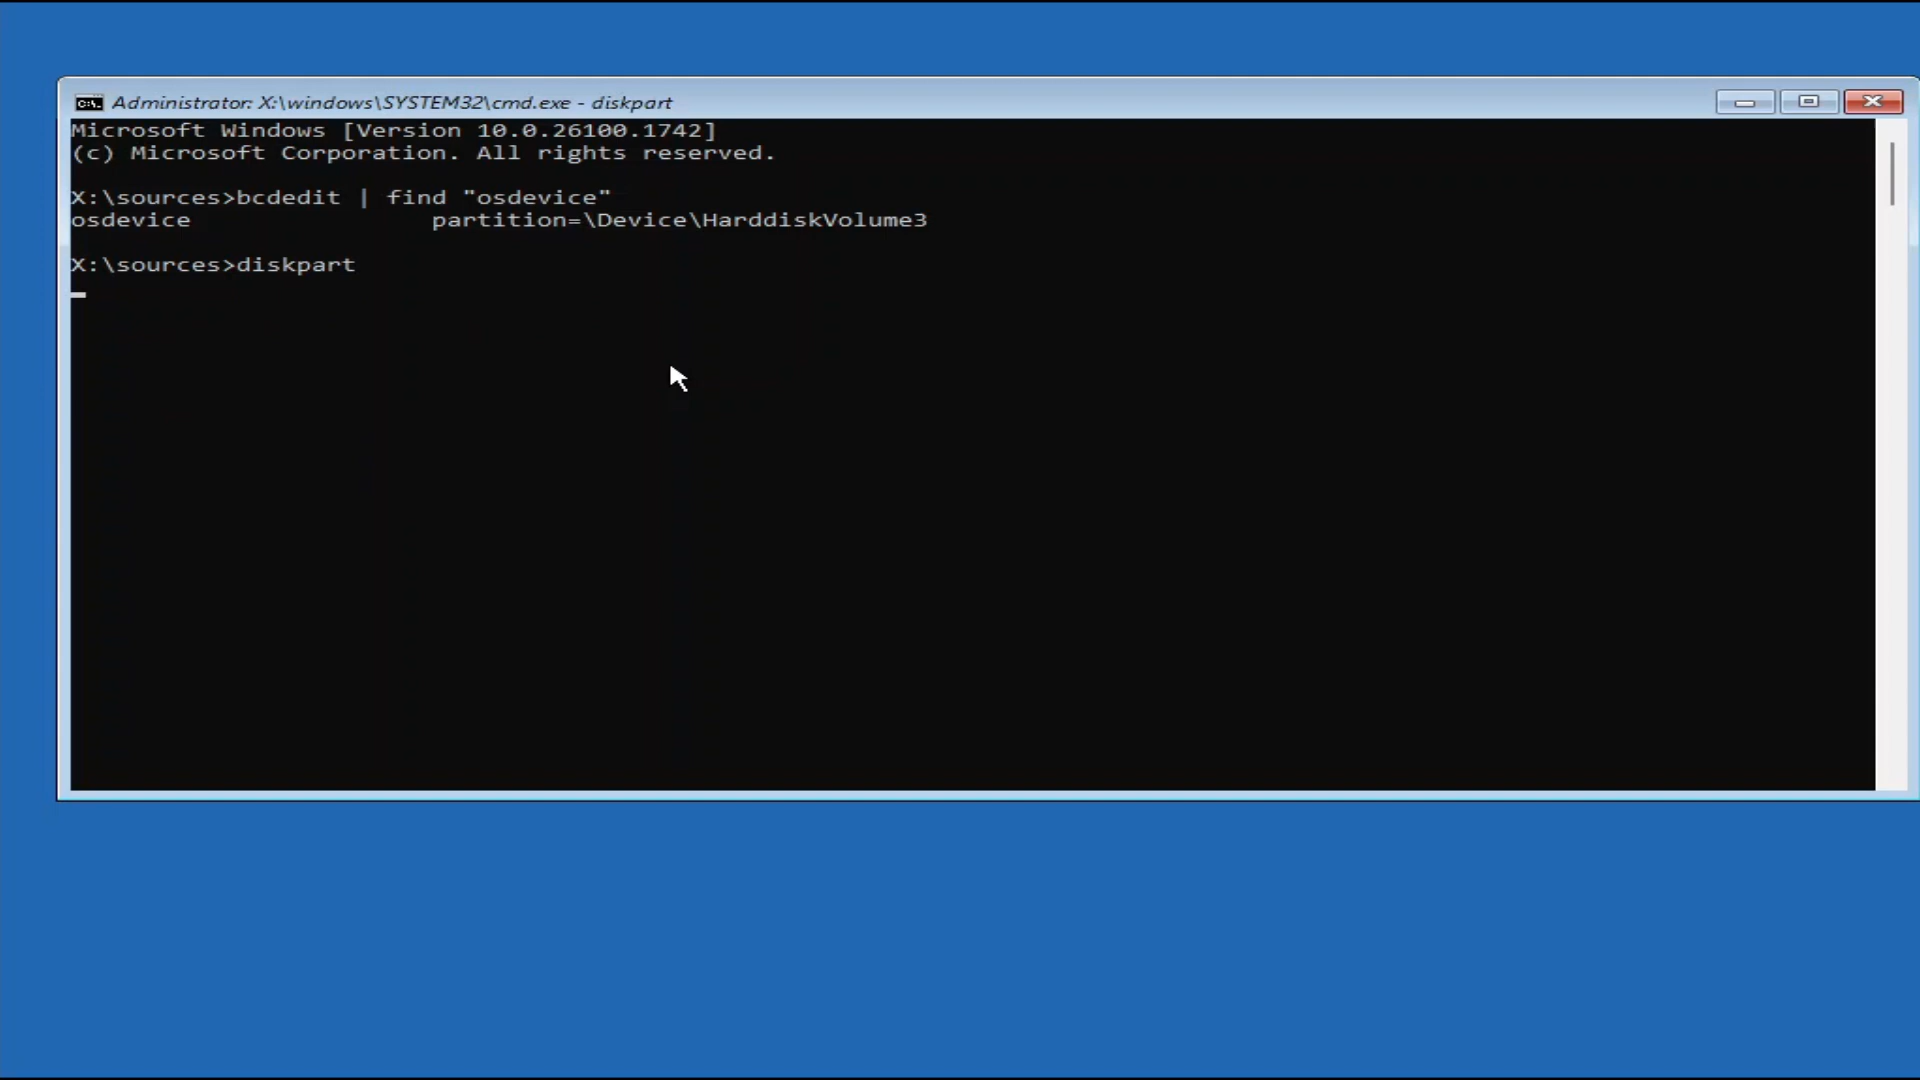 Administrator: X:\windows\SYSTEM32\cmd.exe - diskpart
Microsoft Windows [Version 10.0.26100.1742]
(c) Microsoft Corporation. All rights reserved.
X:\sources>bcdedit | find "osdevice"
osdevice                partition=\Device\HarddiskVolume3
X:\sources>diskpart